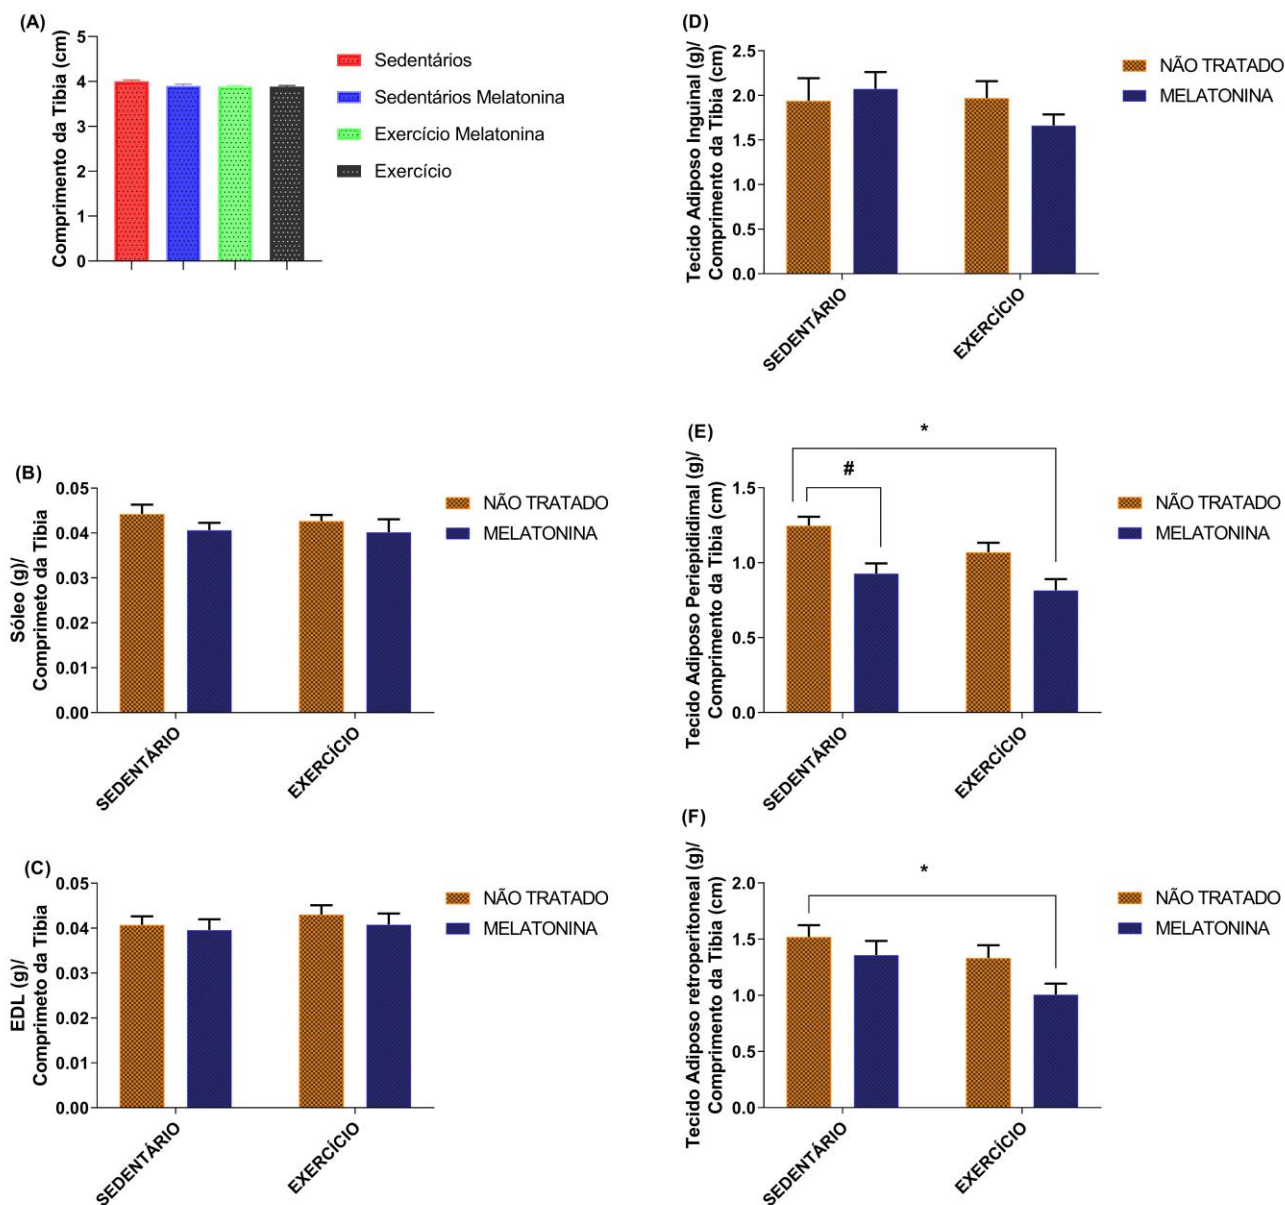 (A)
Comprimento da Tibia (cm)
5
4
3
2
1
0
Sedentários
Sedentários Melatonina
Exercício Melatonina
Exercício
(D)
Tecido Adiposo Inguinal (g)/
Comprimento da Tibia (cm)
2.5
2.0
1.5
1.0
0.5
0.0
SEDENTÁRIO
EXERCÍCIO
NÃO TRATADO
MELATONINA
(B)
Sóleo (g)/
Comprimeto da Tibia
0.05
0.04
0.03
0.02
0.01
0.00
SEDENTÁRIO
EXERCÍCIO
NÃO TRATADO
MELATONINA
(E)
Tecido Adiposo Periepididimal (g)/
Comprimento da Tibia (cm)
1.5
1.0
0.5
0.0
*
#
SEDENTÁRIO
EXERCÍCIO
NÃO TRATADO
MELATONINA
(C)
EDL (g)/
Comprimeto da Tibia
0.05
0.04
0.03
0.02
0.01
0.00
SEDENTÁRIO
EXERCÍCIO
NÃO TRATADO
MELATONINA
(F)
Tecido Adiposo retroperitoneal (g)/
Comprimento da Tibia (cm)
2.0
1.5
1.0
0.5
0.0
*
SEDENTÁRIO
EXERCÍCIO
NÃO TRATADO
MELATONINA